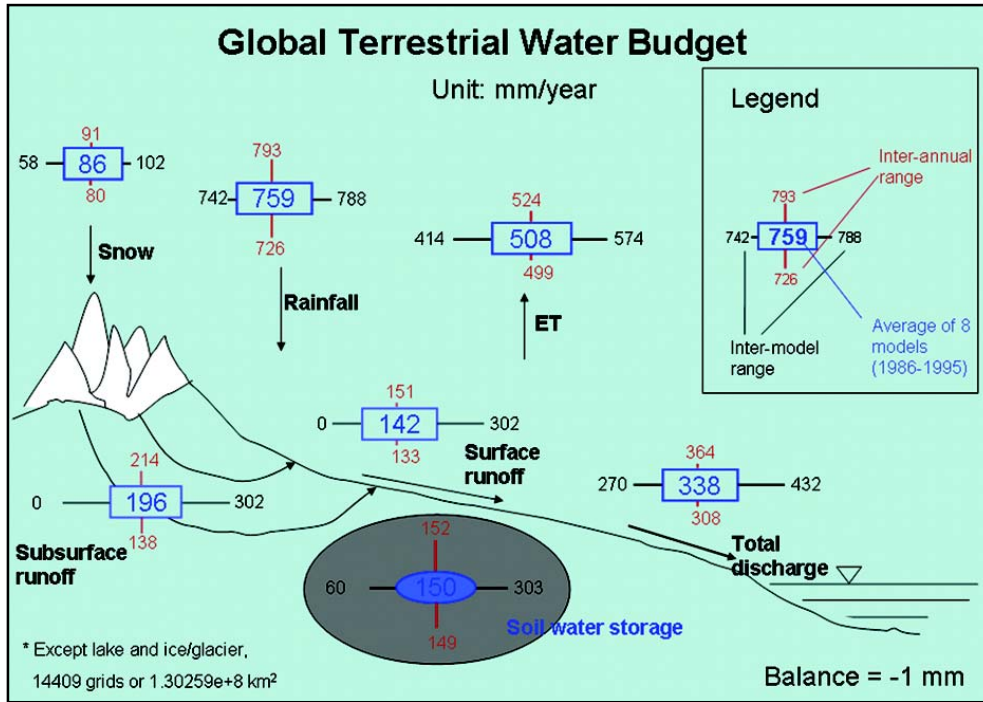 Global Terrestrial Water Budget
Unit: mm/year
Legend
Inter-annual
range
793
742 759 788
726
Inter-model
range
Average of 8
models
(1986-1995)
91
58 86 102
80
Snow
793
742 759 788
726
Rainfall
524
414 508 574
499
ET
151
0 142 302
133
Surface
runoff
214
0 196 302
138
Subsurface
runoff
364
270 338 432
308
Total
discharge
152
60 150 303
149
Soil water storage
* Except lake and ice/glacier,
14409 grids or 1.30259e+8 km²
Balance = -1 mm